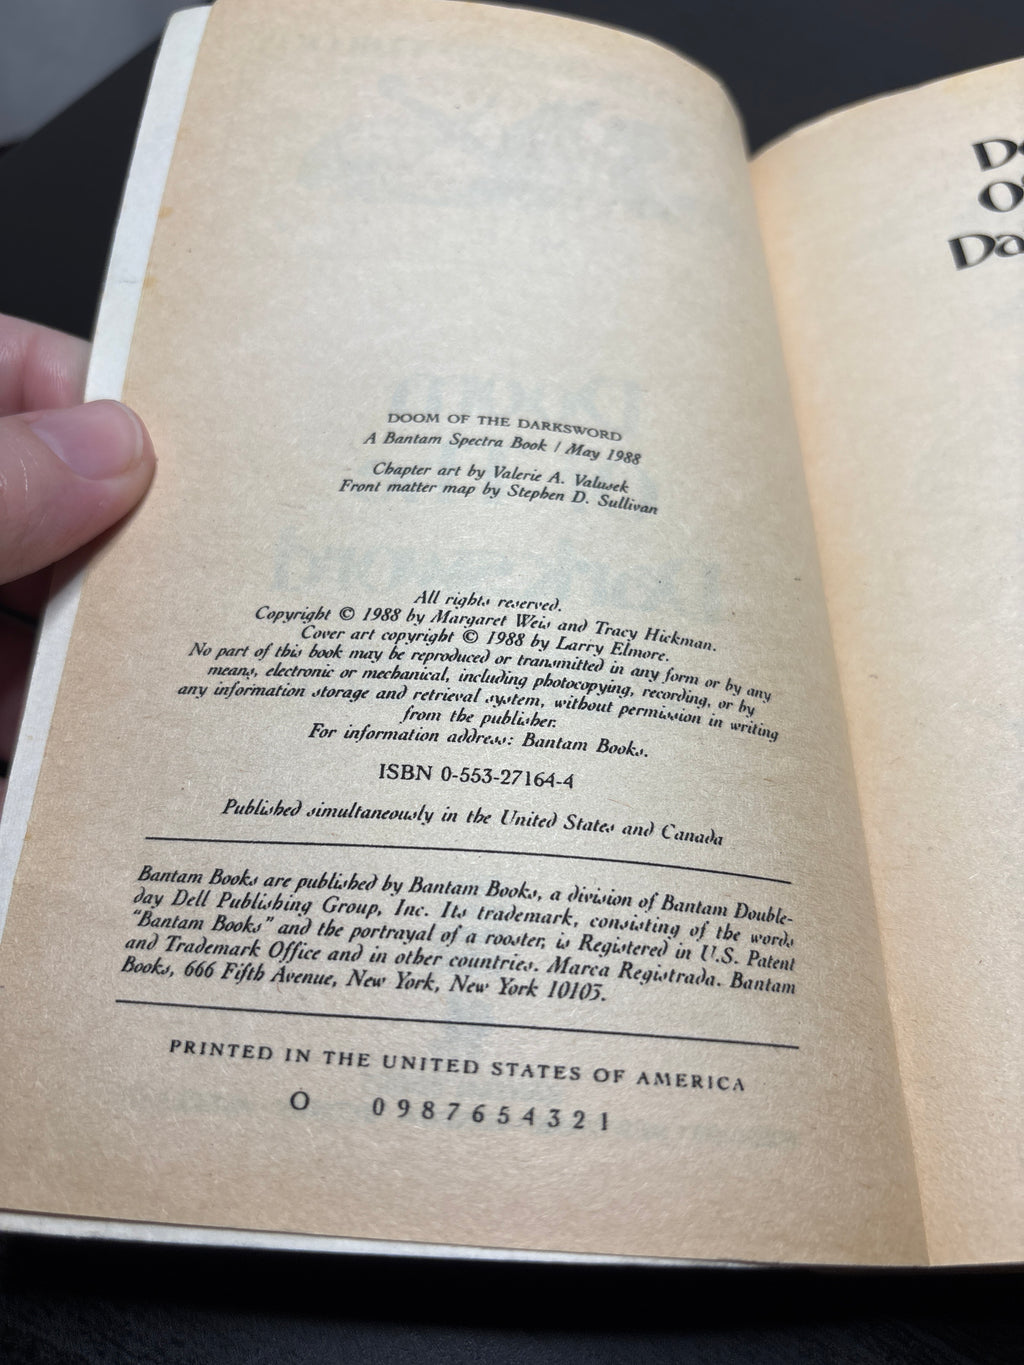 DOOM OF THE DARKSWORD
A Bantam Spectra Book / May 1988
Chapter art by Valerie A. Valusek
Front matter map by Stephen D. Sullivan
All rights reserved.
Copyright © 1988 by Margaret Weis and Tracy Hickman.
Cover art copyright © 1988 by Larry Elmore.
No part of this book may be reproduced or transmitted in any form or by any
means, electronic or mechanical, including photocopying, recording, or by
any information storage and retrieval system, without permission in writing
from the publisher.
For information address: Bantam Books.
ISBN 0-553-27164-4
Published simultaneously in the United States and Canada
Bantam Books are published by Bantam Books, a division of Bantam Double-
day Dell Publishing Group, Inc. Its trademark, consisting of the words
“Bantam Books” and the portrayal of a rooster, is Registered in U.S. Patent
and Trademark Office and in other countries. Marca Registrada. Bantam
Books, 666 Fifth Avenue, New York, New York 10103.
PRINTED IN THE UNITED STATES OF AMERICA
O 0 9 8 7 6 5 4 3 2 1